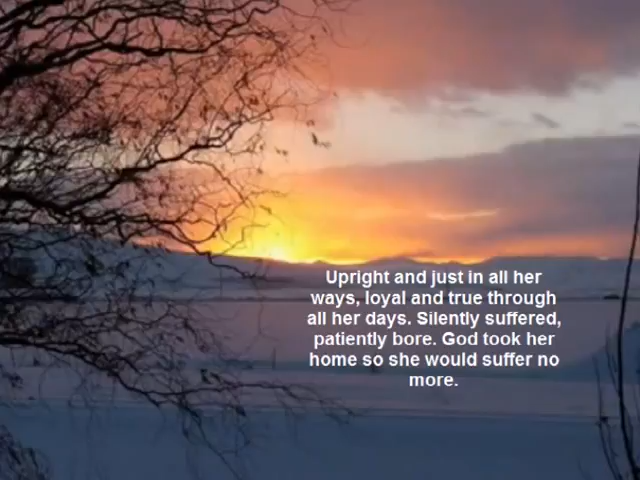 Upright and just in all her
ways, loyal and true through
all her days. Silently suffered,
patiently bore. God took her
home so she would suffer no
more.